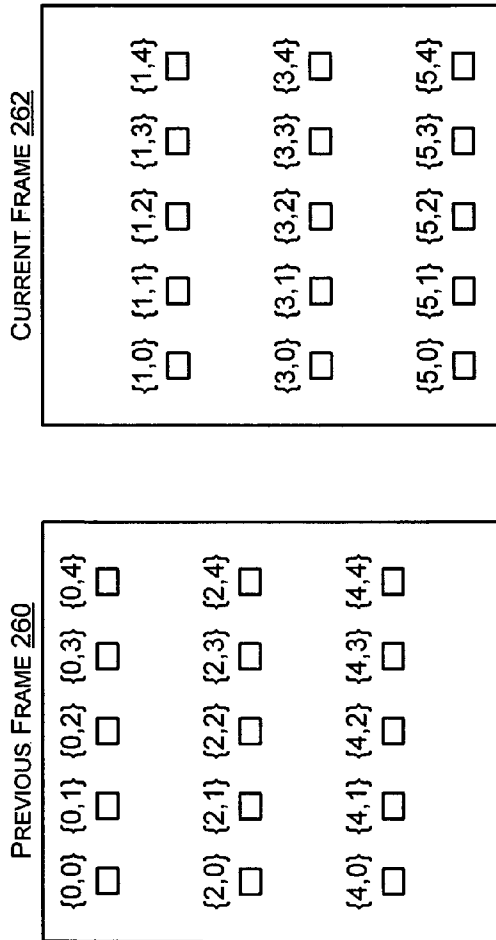 PREVIOUS FRAME 260
{0,0} {0,1} {0,2} {0,3} {0,4}
{2,0} {2,1} {2,2} {2,3} {2,4}
{4,0} {4,1} {4,2} {4,3} {4,4}
CURRENT FRAME 262
{1,0} {1,1} {1,2} {1,3} {1,4}
{3,0} {3,1} {3,2} {3,3} {3,4}
{5,0} {5,1} {5,2} {5,3} {5,4}